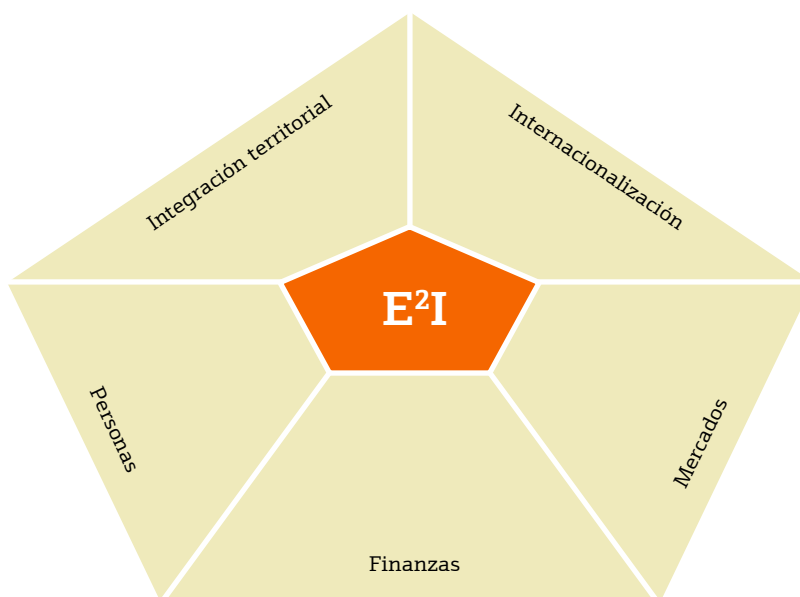 Integración territorial
Internacionalización
E²I
Personas
Mercados
Finanzas